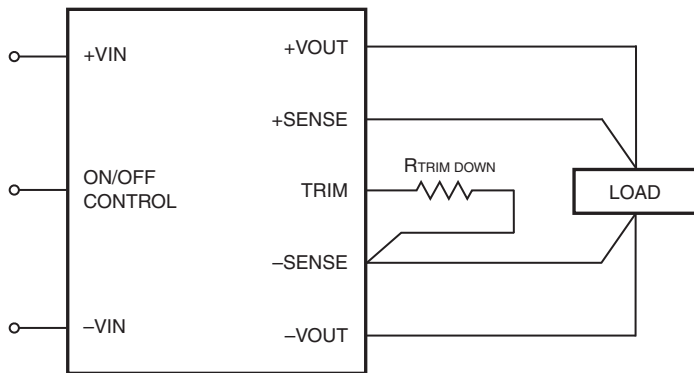 +VIN
ON/OFF
CONTROL
–VIN
+VOUT
+SENSE
TRIM
–SENSE
–VOUT
RTRIM DOWN
LOAD